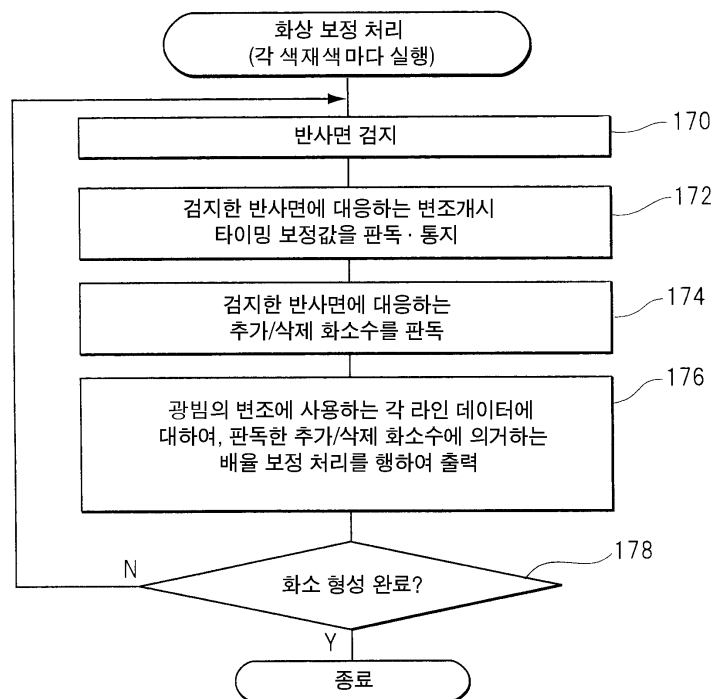 화상 보정 처리
(각 색재색마다 실행)
반사면 검지
170
검지한 반사면에 대응하는 변조개시
타이밍 보정값을 판독·통지
172
검지한 반사면에 대응하는
추가/삭제 화소수를 판독
174
광빔의 변조에 사용하는 각 라인 데이터에
대하여, 판독한 추가/삭제 화소수에 의거하는
배율 보정 처리를 행하여 출력
176
화소 형성 완료?
178
N
Y
종료